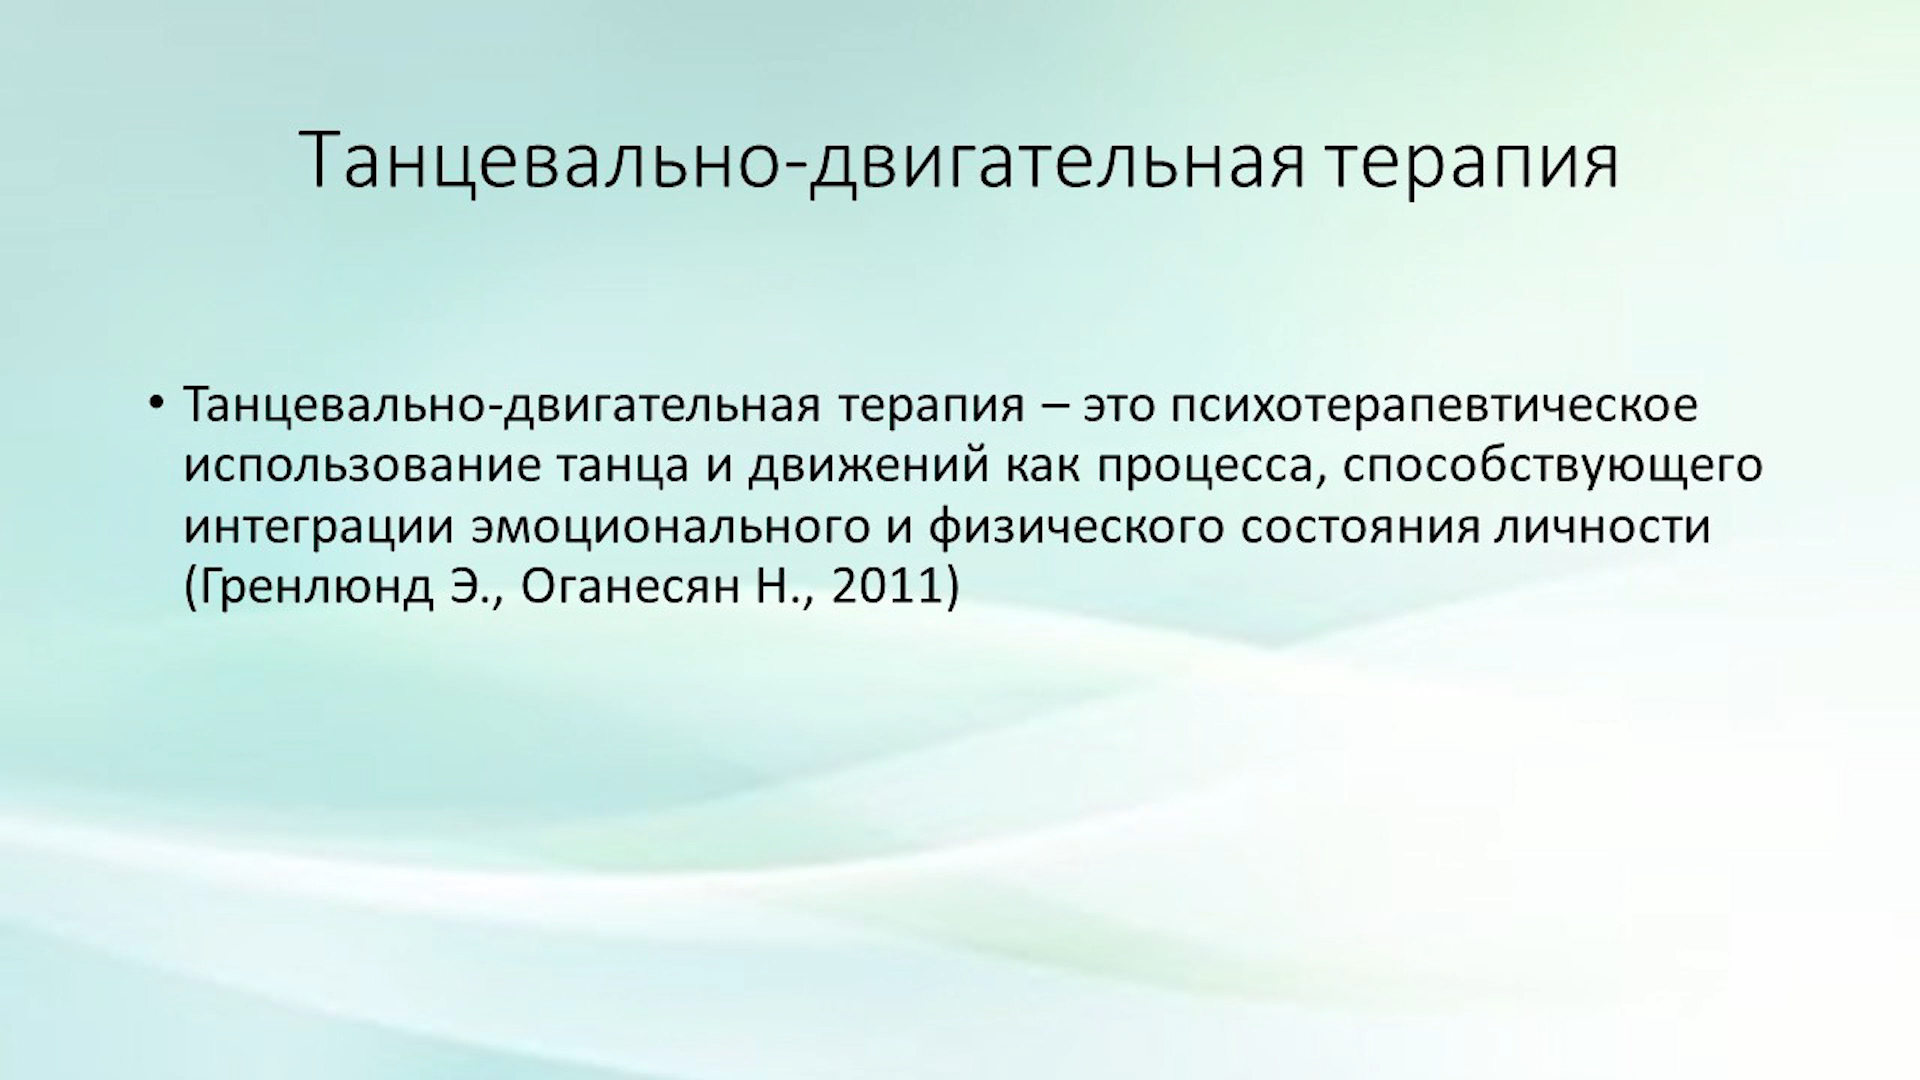 Танцевально-двигательная терапия
• Танцевально-двигательная терапия – это психотерапевтическое
использование танца и движений как процесса, способствующего
интеграции эмоционального и физического состояния личности
(Гренлюнд Э., Оганесян Н., 2011)